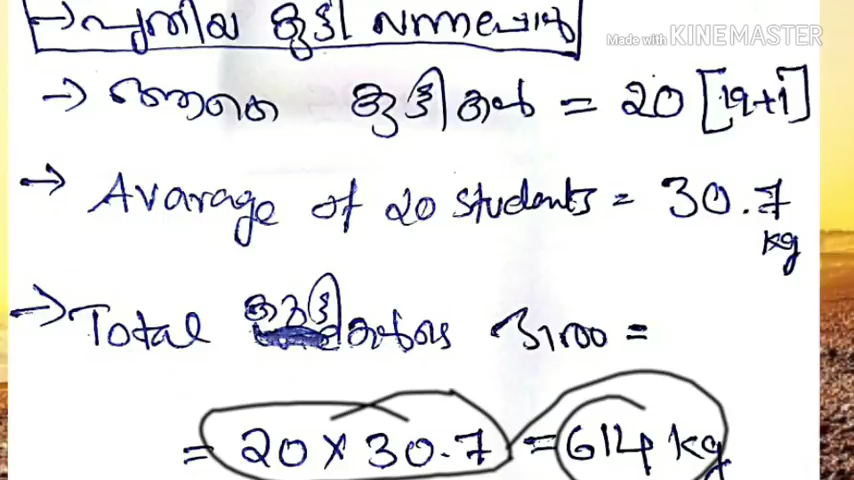 → പുതിയ കുട്ടി വന്നപ്പോൾ
Made with KINEMASTER
→ ആകെ കുട്ടികൾ = 20 [19+1]
→ Avarage of 20 students = 30.7
kg
→ Total കുട്ടികളുടെ ഭാരം =
= 20 × 30.7 = 614 kg